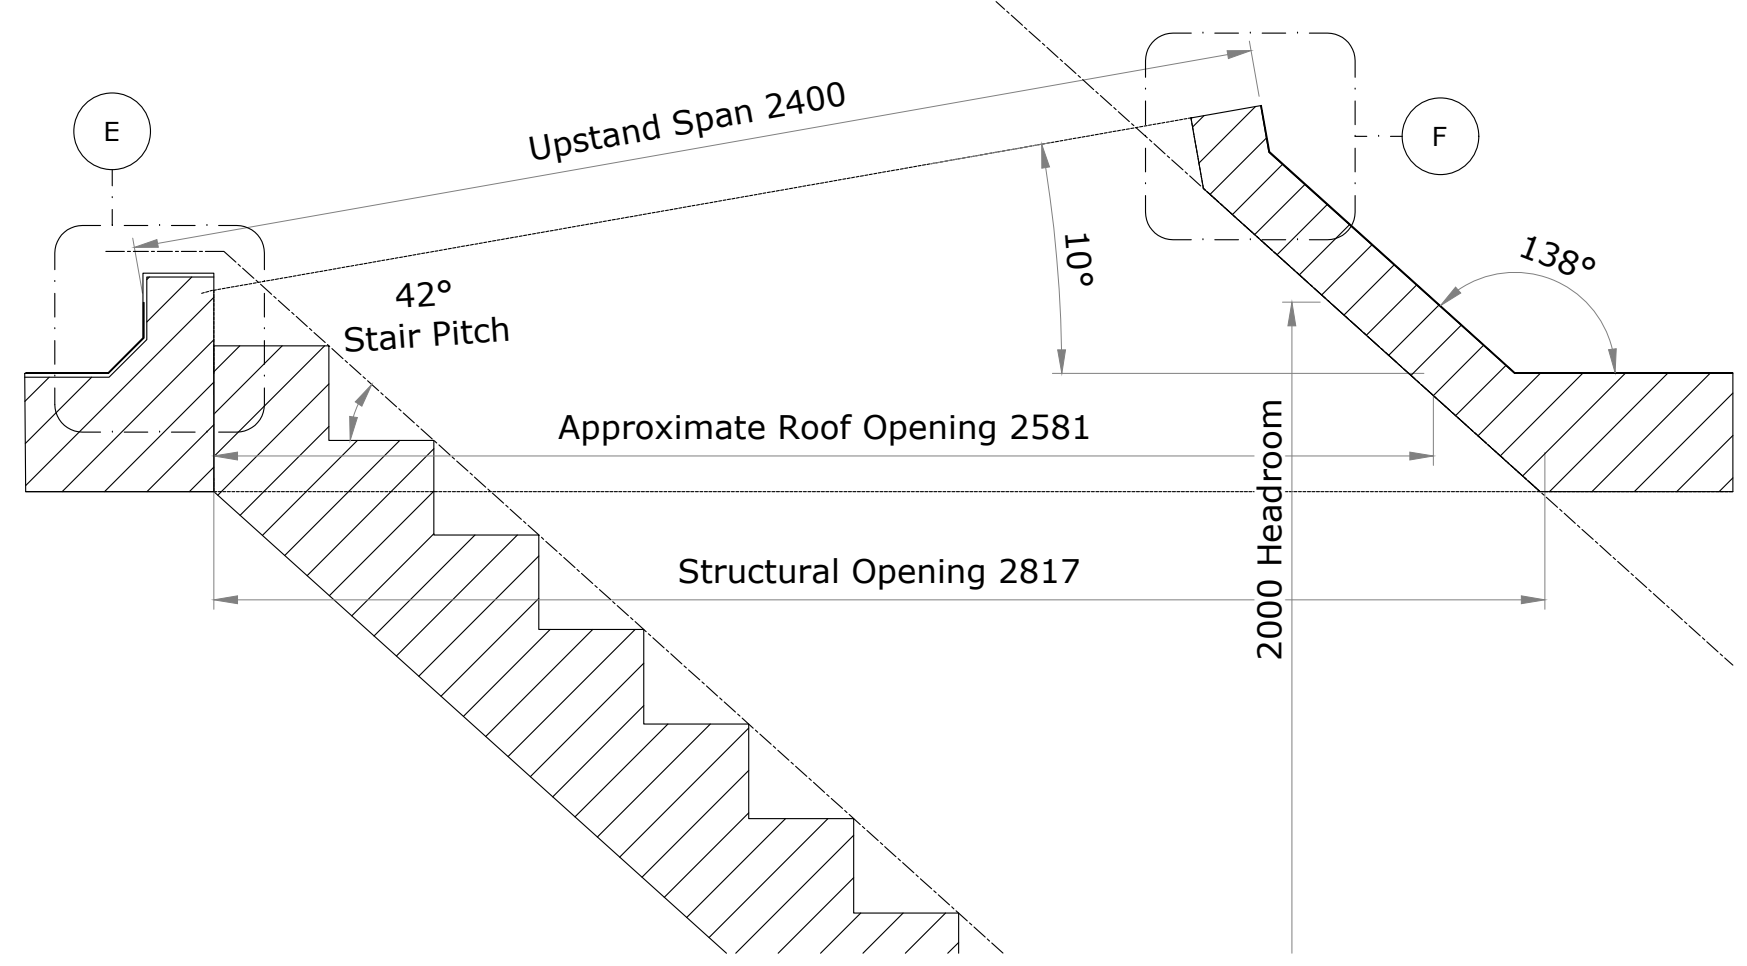 Upstand Span 2400
E
F
138°
10°
42°
Stair Pitch
Approximate Roof Opening 2581
2000 Headroom
Structural Opening 2817